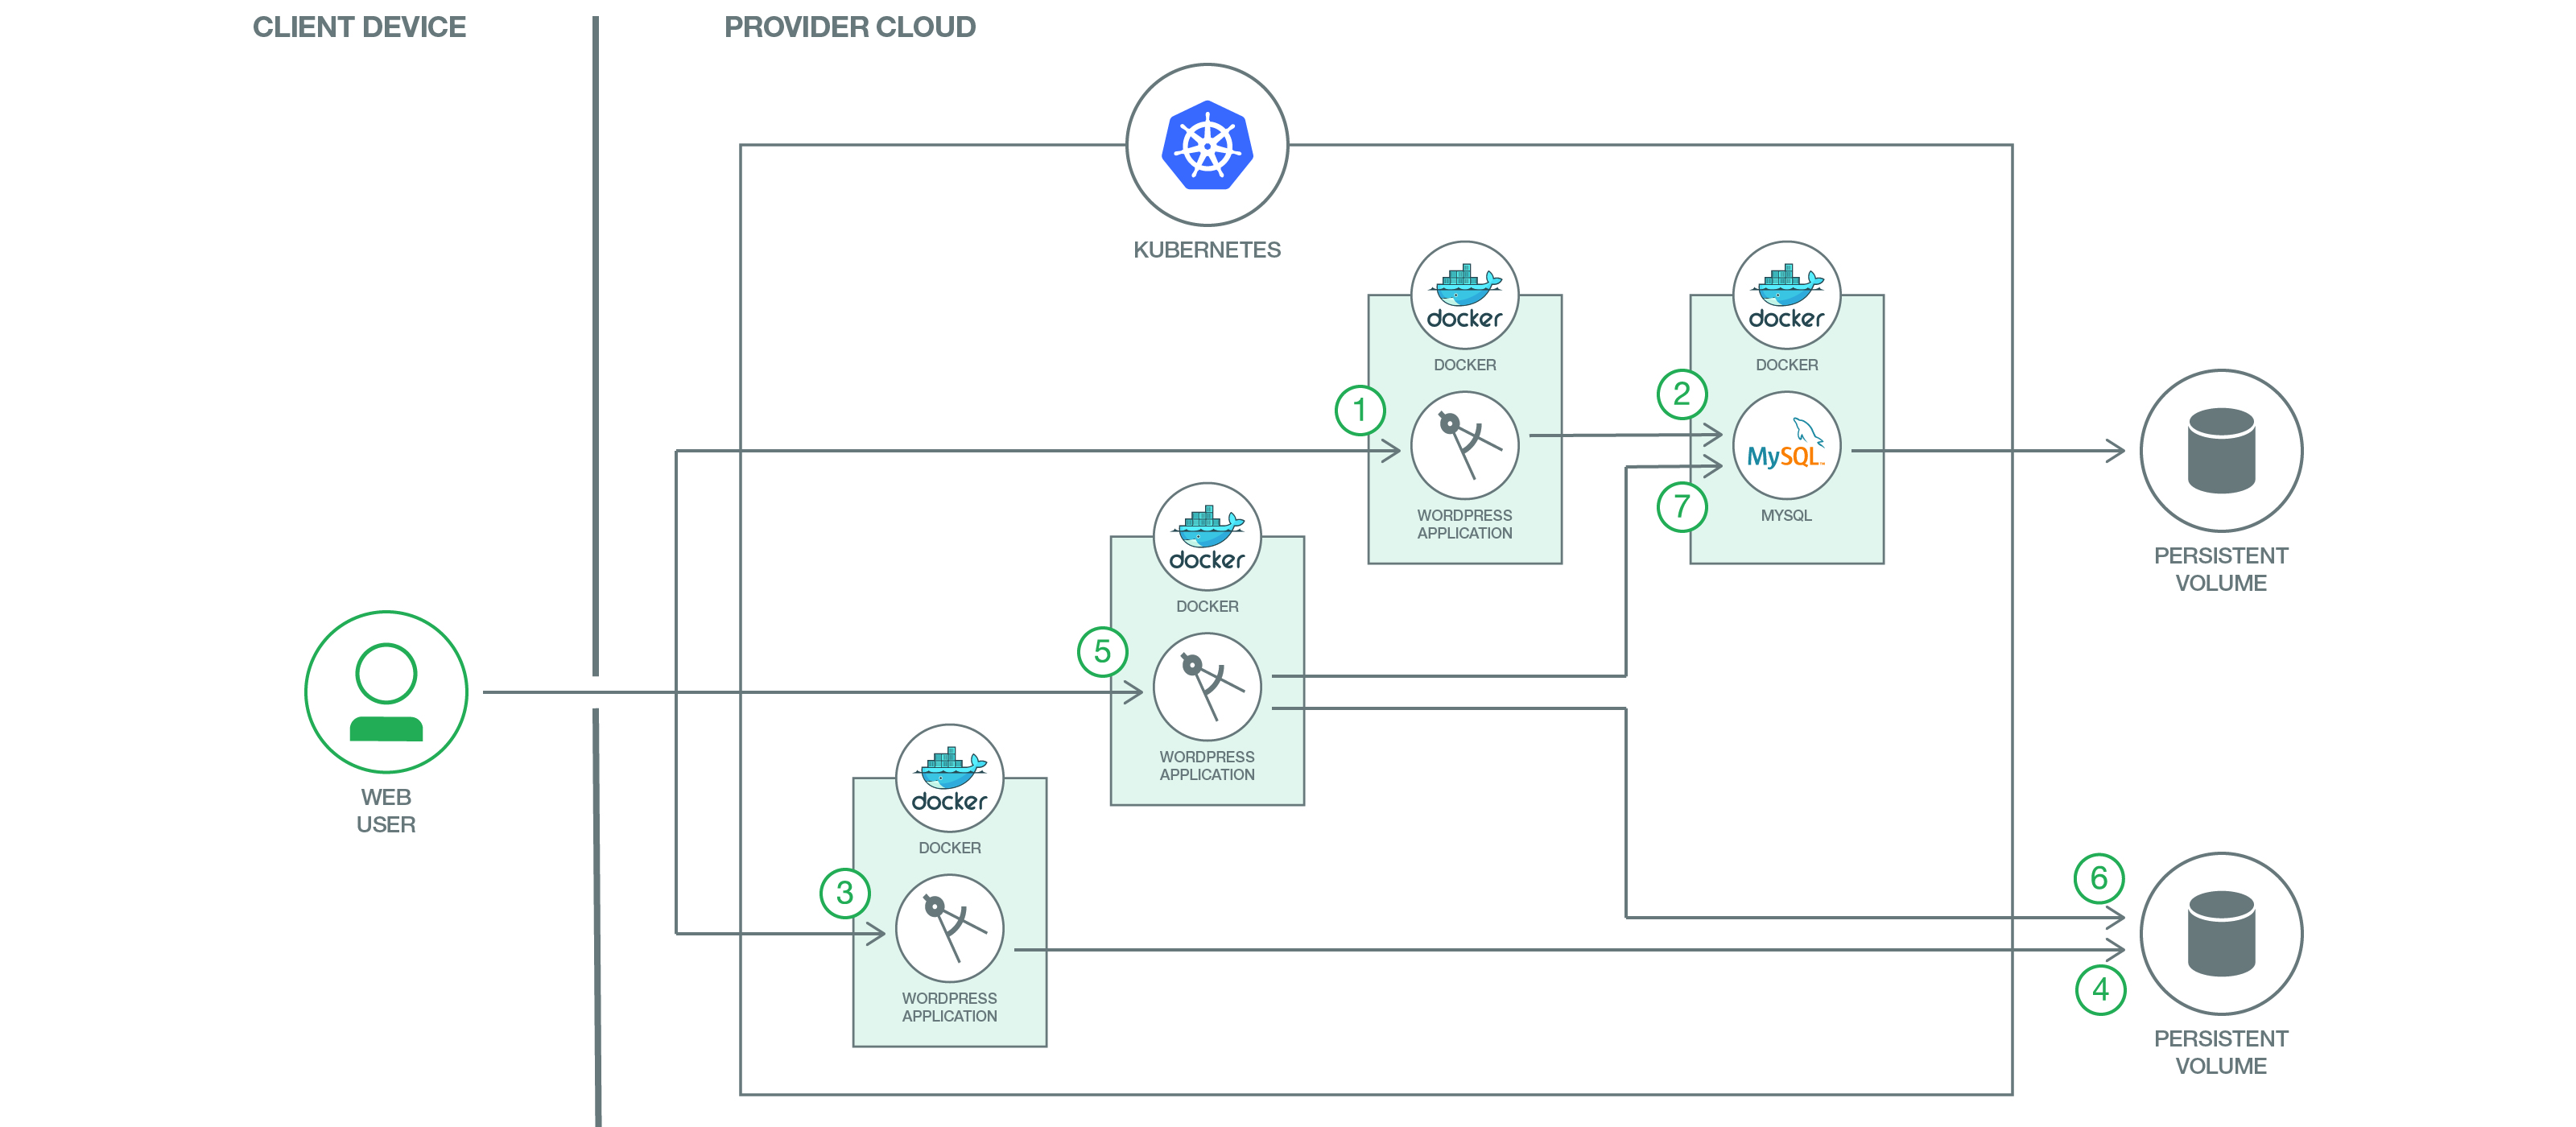 CLIENT DEVICE
PROVIDER CLOUD
KUBERNETES
docker
DOCKER
1
WORDPRESS
APPLICATION
docker
DOCKER
2
MySQL™
7
MYSQL
PERSISTENT
VOLUME
docker
DOCKER
5
WORDPRESS
APPLICATION
WEB
USER
docker
DOCKER
3
WORDPRESS
APPLICATION
6
4
PERSISTENT
VOLUME